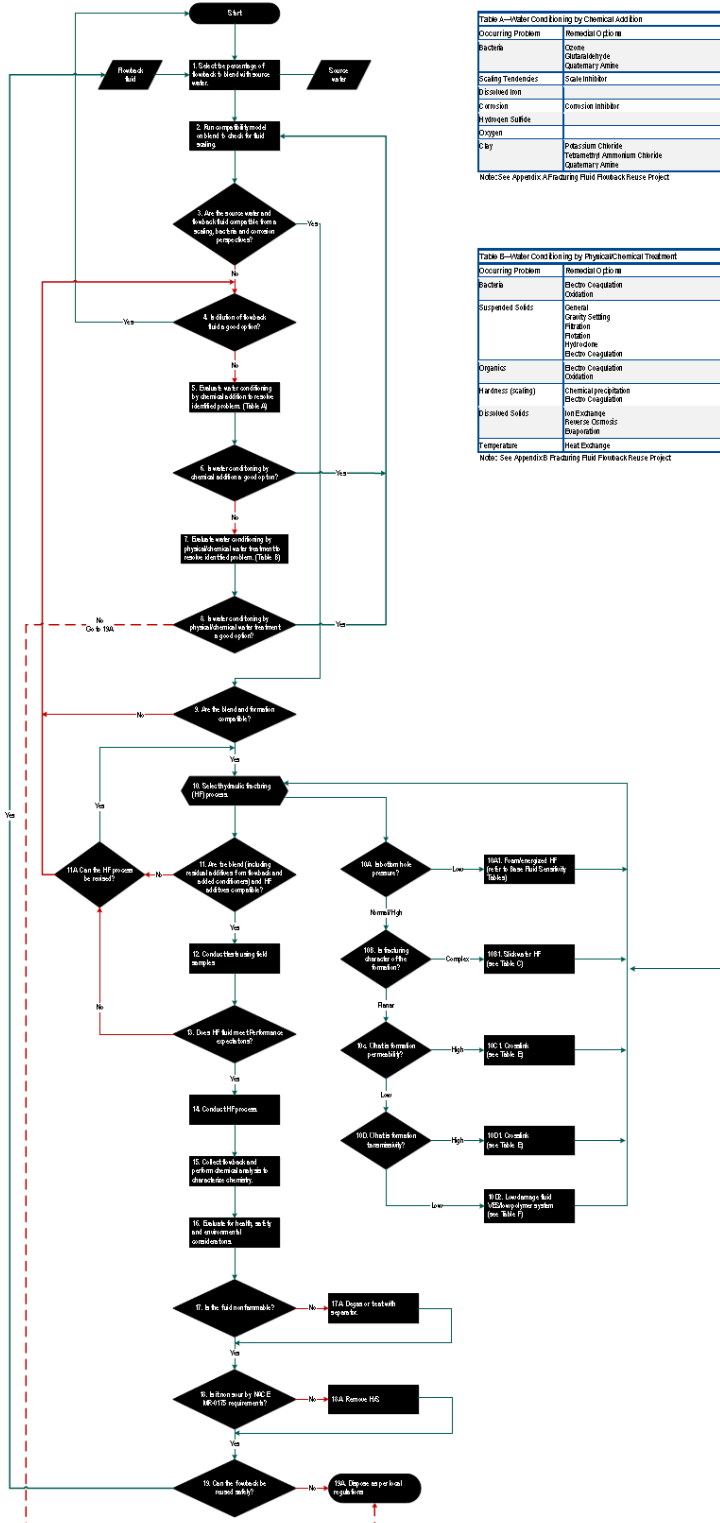 Start
Flowback
fluid
1. Select the percentage of
flowback to blend with source
water.
Source
water
2. Run compatibility model
on blend to check for fluid
scaling.
3. Are the source water and
flowback fluid compatible from a
scaling, bacteria and corrosion
perspectives?
Yes
No
4. Is dilution of flowback
fluid a good option?
Yes
No
5. Evaluate water conditioning
by chemical addition to resolve
identified problem. (Table A)
6. Is water conditioning by
chemical addition a good option?
Yes
No
7. Evaluate water conditioning by
physical/chemical water treatment to
resolve identified problem. (Table B)
8. Is water conditioning by
physical/chemical water treatment
a good option?
Yes
No
Go to 19A
9. Are the blend and formation
compatible?
No
Yes
10. Select hydraulic fracturing
(HF) process.
11. Are the blend (including
residual additives from flowback
and added conditioners) and HF
additives compatible?
No
11A Can the HF process
be revised?
Yes
Yes
Yes
12. Conduct tests using field
samples
13. Does HF fluid meet Performance
expectations?
No
Yes
14. Conduct HF process.
15. Collect flowback and
perform chemical analysis to
characterize chemistry.
16. Evaluate for health, safety
and environmental
considerations.
17. Is the fluid non flammable?
No
17A Degas or treat with
separator.
Yes
18. Is it non sour by NACE
MR-0175 requirements?
No
18A. Remove H/S
Yes
19. Can the flowback be
reused safely?
No
19A. Dispose as per local
regulations
10A. Is bottom hole
pressure?
Low
10A1. Foam/energized HF
(refer to Base Fluid Sensitivity
Tables)
Normal/High
10B. Is fracturing
character of the
formation?
Complex
10B1. Slickwater HF
(see Table C)
Planar
10c. What is formation
permeability?
High
10C1. Crosslink
(see Table E)
Low
10D. What is formation
transmissivity?
High
10D1. Crosslink
(see Table E)
Low
10D2. Low damage fluid
VES/low polymer system
(see Table F)
Table A—Water Conditioning by Chemical Addition
Occurring Problem Remedial Options
Bacteria Ozone
Glutaraldehyde
Quaternary Amine
Scaling Tendencies Scale Inhibitor
Dissolved Iron
Corrosion Corrosion Inhibitor
Hydrogen Sulfide
Oxygen
Clay Potassium Chloride
Tetramethyl Ammonium Chloride
Quaternary Amine
Note: See Appendix A Fracturing Fluid Flowback Reuse Project
Table B—Water Conditioning by Physical/Chemical Treatment
Occurring Problem Remedial Options
Bacteria Electro Coagulation
Oxidation
Suspended Solids General
Gravity Settling
Filtration
Flotation
Hydroclone
Electro Coagulation
Organics Electro Coagulation
Oxidation
Hardness (scaling) Chemical precipitation
Electro Coagulation
Dissolved Solids Ion Exchange
Reverse Osmosis
Evaporation
Temperature Heat Exchange
Note: See Appendix B Fracturing Fluid Flowback Reuse Project